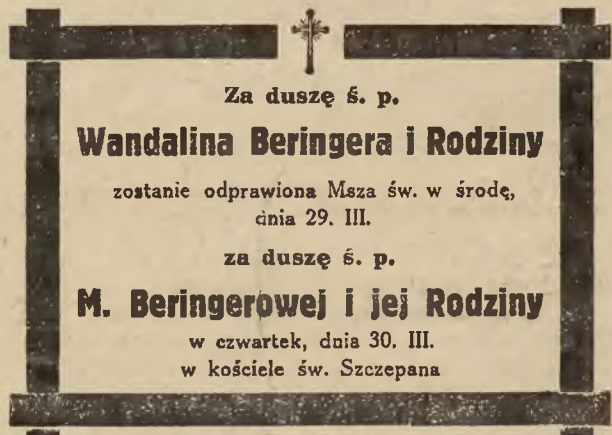 Za duszę ś. p.
Wandalina Beringera i Rodziny
zostanie odprawiona Msza św. w środę,
dnia 29. III.
za duszę ś. p.
M. Beringerowej i jej Rodziny
w czwartek, dnia 30. III.
w kościele św. Szczepana